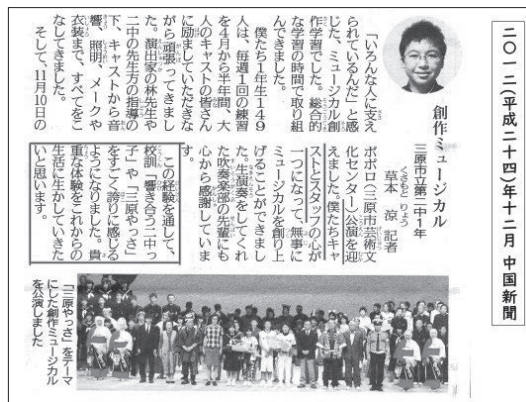 二〇一二(平成二十四)年十二月 中国新聞
創作ミュージカル
三原市立第二中1年
草本 涼 記者
「いろんな人に支え
られているんだ」と感
じた、ミュージカル創
作学習でした。総合的
な学習の時間で取り組
んできました。
僕たち1年生149
人は、毎週1回の練習
を4月から半年間、大
人のキャストの皆さん
に励ましていただきな
がら頑張ってきまし
た。演出家の林先生や
二中の先生方の指導の
下、キャストから音
響、照明、メークや
衣装まで、すべてをこ
なしてきました。
そして、11月10日の
ポポロ(三原市芸術文
化センター)公演を迎
えました。僕たちキャ
ストとスタッフの心が
一つになって、無事に
ミュージカルを創り上
げることができまし
た。生演奏をしてくれ
た吹奏楽部の先輩にも
心から感謝していま
す。
この経験を通して、
校訓「響き合う二中っ
子」や「三原やっさ」
をすごく誇りに感じる
ようになりました。貴
重な体験をこれからの
生活に生かしていきた
いと思います。
「三原やっさ」をテーマ
にした創作ミュージカル
を公演しました